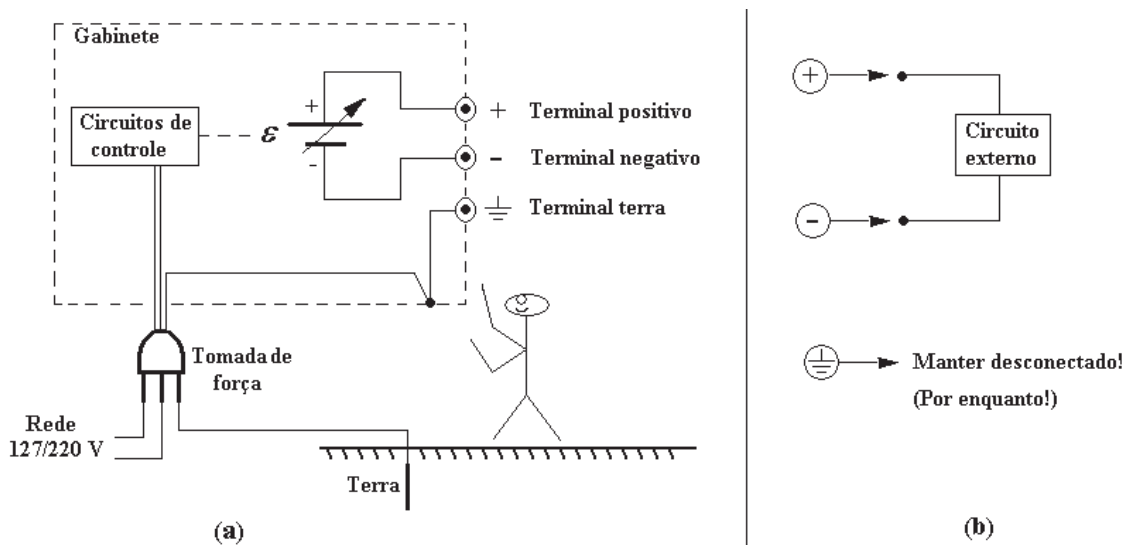 Gabinete
Circuitos de
controle
ε
+
-
+ Terminal positivo
− Terminal negativo
Terminal terra
Tomada de
força
Rede
127/220 V
Terra
(a)
+
Circuito
externo
-
Manter desconectado!
(Por enquanto!)
(b)